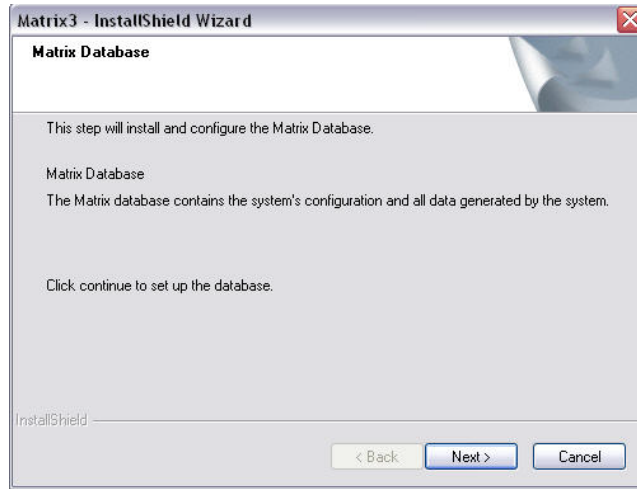 Matrix3 - InstallShield Wizard
Matrix Database
This step will install and configure the Matrix Database.
Matrix Database
The Matrix database contains the system's configuration and all data generated by the system.
Click continue to set up the database.
InstallShield
< Back Next > Cancel